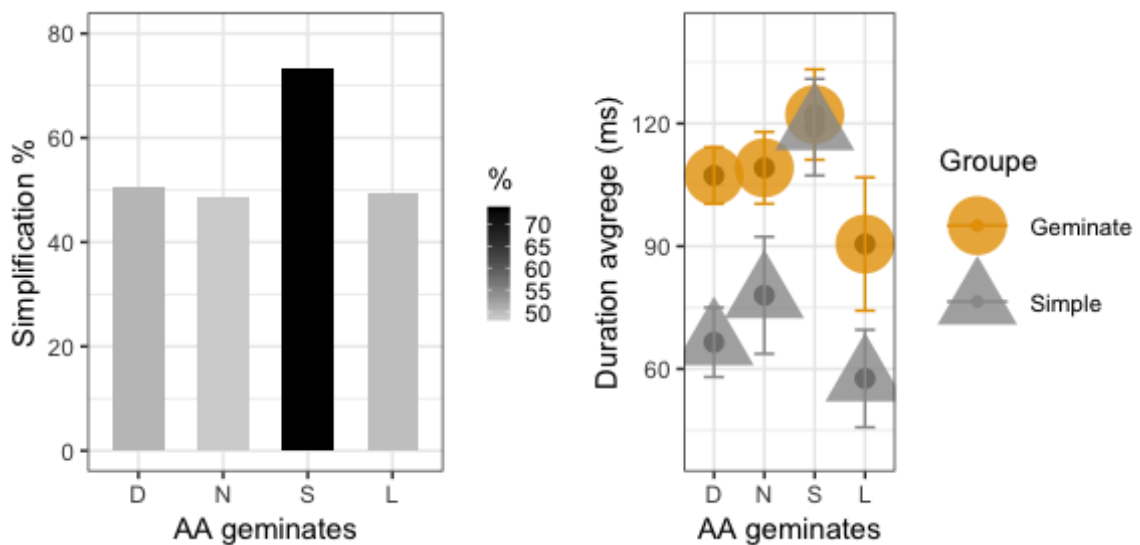 Simplification %
80
60
40
20
0
D N S L
AA geminates
%
70
65
60
55
50
Duration avgrege (ms)
120
90
60
D N S L
AA geminates
Groupe
Geminate
Simple